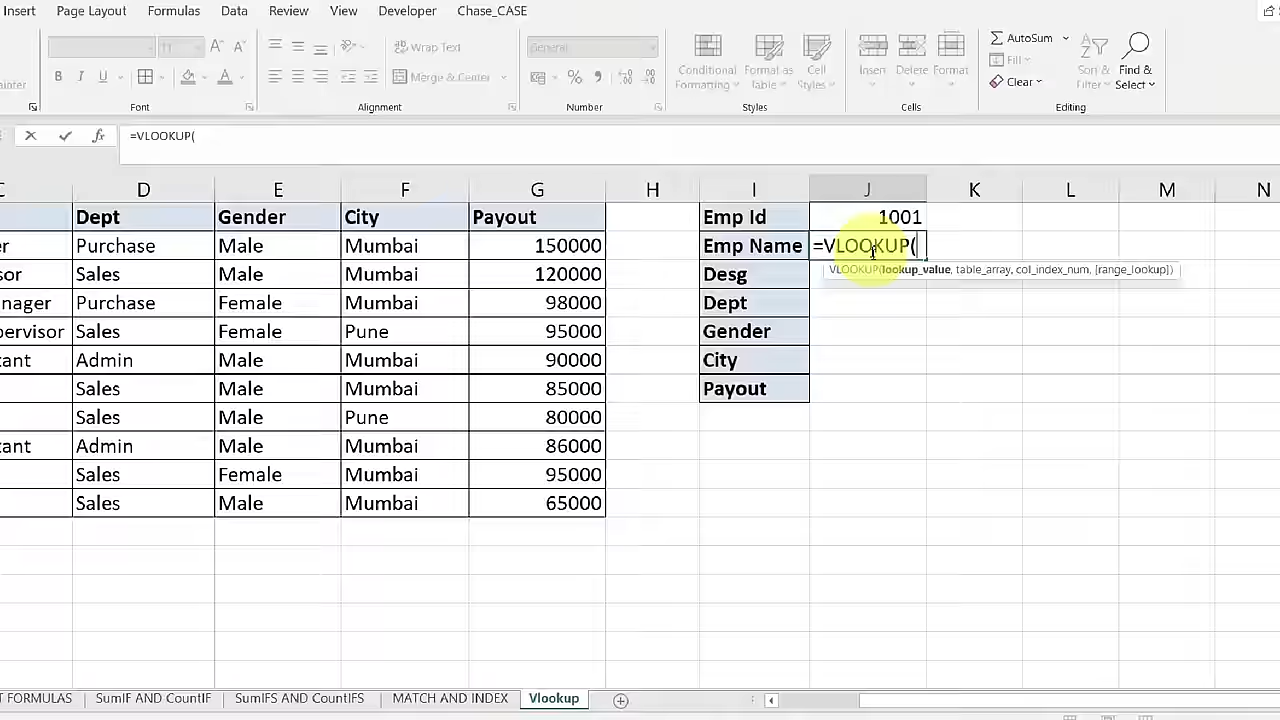 Insert Page Layout Formulas Data Review View Developer Chase_CASE
11 A^ A˅ Wrap Text General AutoSum
B I U A Merge & Center % , Conditional Formatting Format as Table Cell Styles Insert Delete Format Fill Clear Sort & Filter Find & Select
ainter
Font Alignment Number Styles Cells Editing
fx =VLOOKUP(
C D E F G H I J K L M N
Dept Gender City Payout Emp Id 1001
er Purchase Male Mumbai 150000 Emp Name =VLOOKUP(
sor Sales Male Mumbai 120000 Desg VLOOKUP(lookup_value, table_array, col_index_num, [range_lookup])
nager Purchase Female Mumbai 98000 Dept
pervisor Sales Female Pune 95000 Gender
tant Admin Male Mumbai 90000 City
Sales Male Mumbai 85000 Payout
Sales Male Pune 80000
tant Admin Male Mumbai 86000
Sales Female Mumbai 95000
Sales Male Mumbai 65000
T FORMULAS SumIF AND CountIF SumIFS AND CountIFS MATCH AND INDEX Vlookup